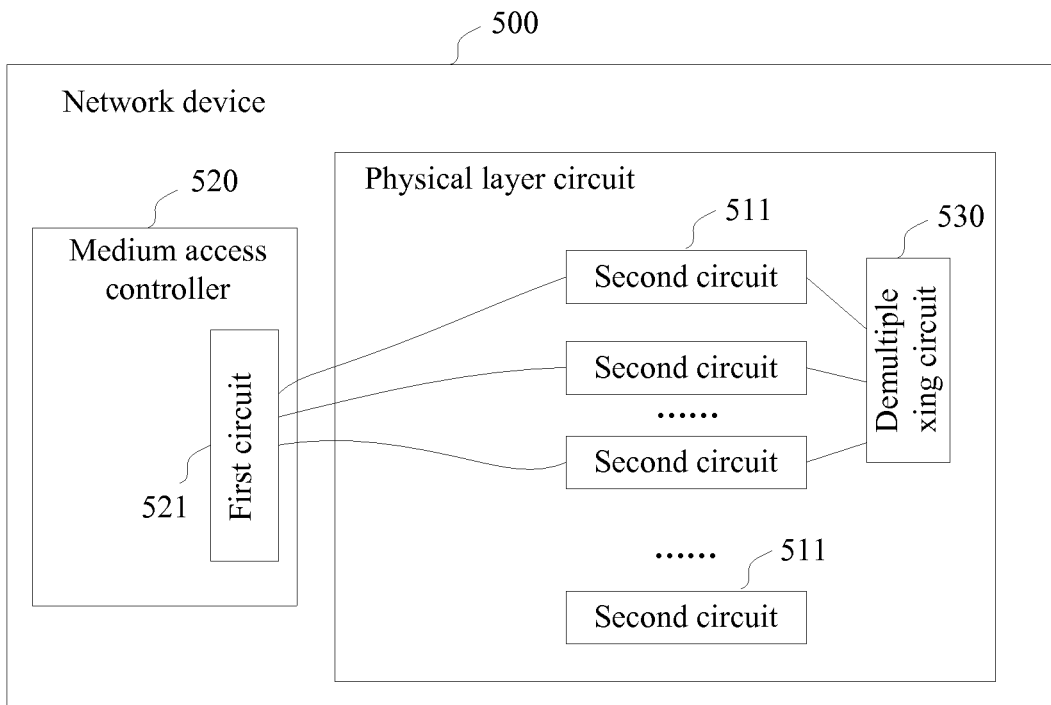 500
Network device
520
Physical layer circuit
511
530
Medium access
controller
Second circuit
Second circuit
......
Second circuit
Demultiple
xing circuit
First circuit
521
......
511
Second circuit